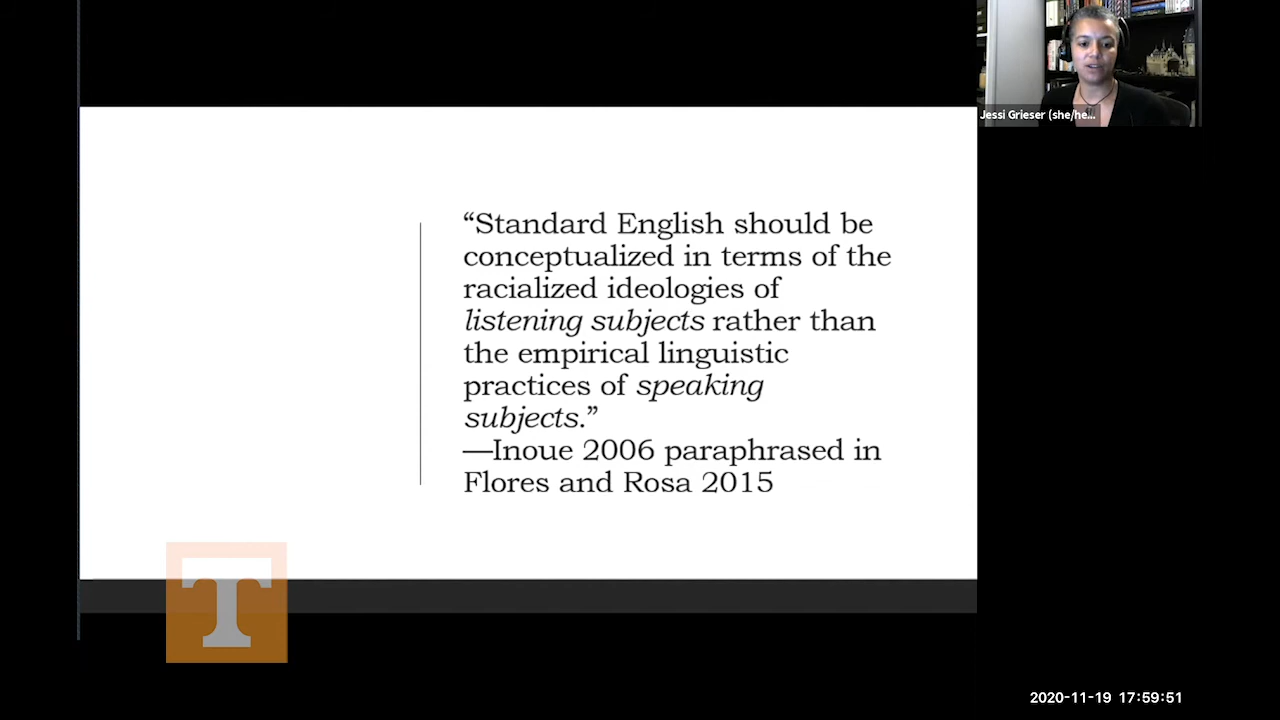 “Standard English should be
conceptualized in terms of the
racialized ideologies of
listening subjects rather than
the empirical linguistic
practices of speaking
subjects.”
—Inoue 2006 paraphrased in
Flores and Rosa 2015
Jessi Grieser (she/he...
T
2020-11-19 17:59:51